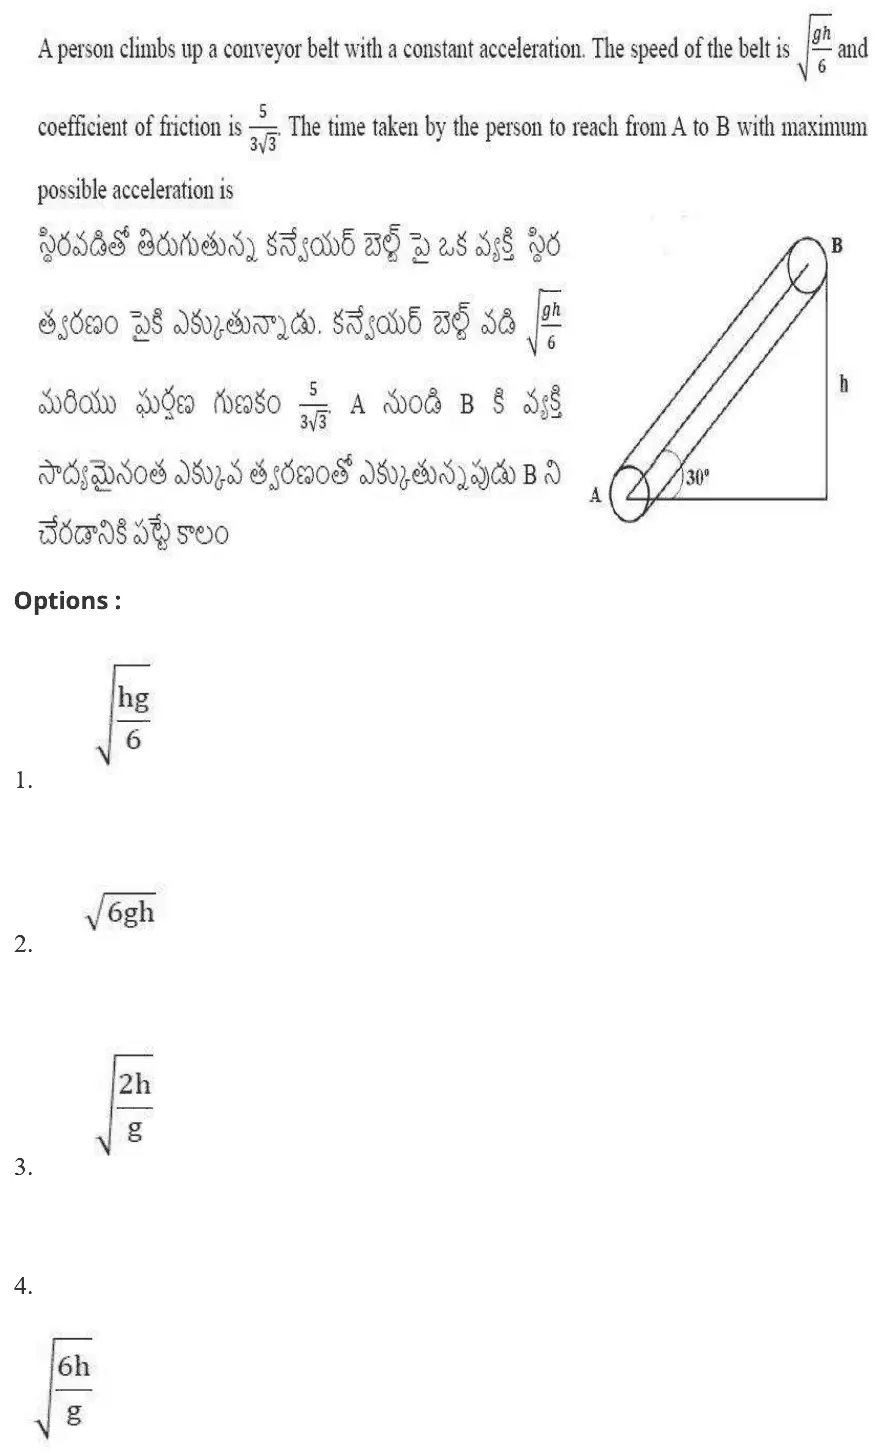 A person climbs up a conveyor belt with a constant acceleration. The speed of the belt is √(gh/6) and
coefficient of friction is 5/(3√3). The time taken by the person to reach from A to B with maximum
possible acceleration is
స్థిరవడితో తిరుగుతున్న కన్వేయర్ బెల్ట్ పై ఒక వ్యక్తి స్థిర
త్వరణం పైకి ఎక్కుతున్నాడు. కన్వేయర్ బెల్ట్ వడి √(gh/6)
మరియు ఘర్షణ గుణకం 5/(3√3). A నుండి B కి వ్యక్తి
సాద్యమైనంత ఎక్కువ త్వరణంతో ఎక్కుతున్నపుడు B ని
చేరడానికి పట్టే కాలం
B
h
A
30°
Options :
1. √(hg/6)
2. √(6gh)
3. √(2h/g)
4.
√(6h/g)